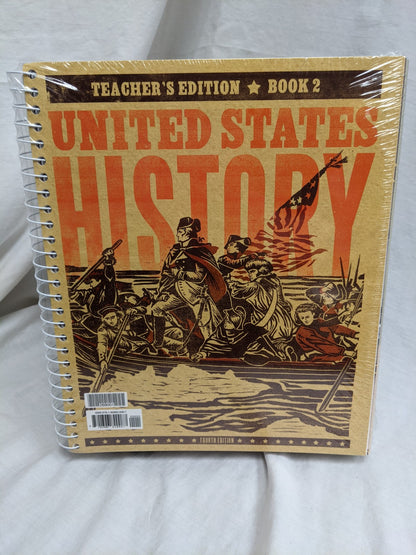 TEACHER'S EDITION ★ BOOK 2
UNITED STATES
HISTORY
FOURTH EDITION